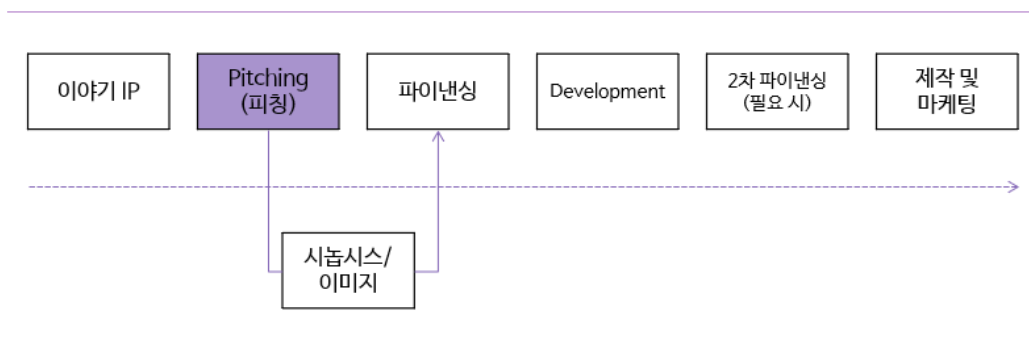 이야기 IP
Pitching
(피칭)
파이낸싱
Development
2차 파이낸싱
(필요 시)
제작 및
마케팅
시놉시스/
이미지